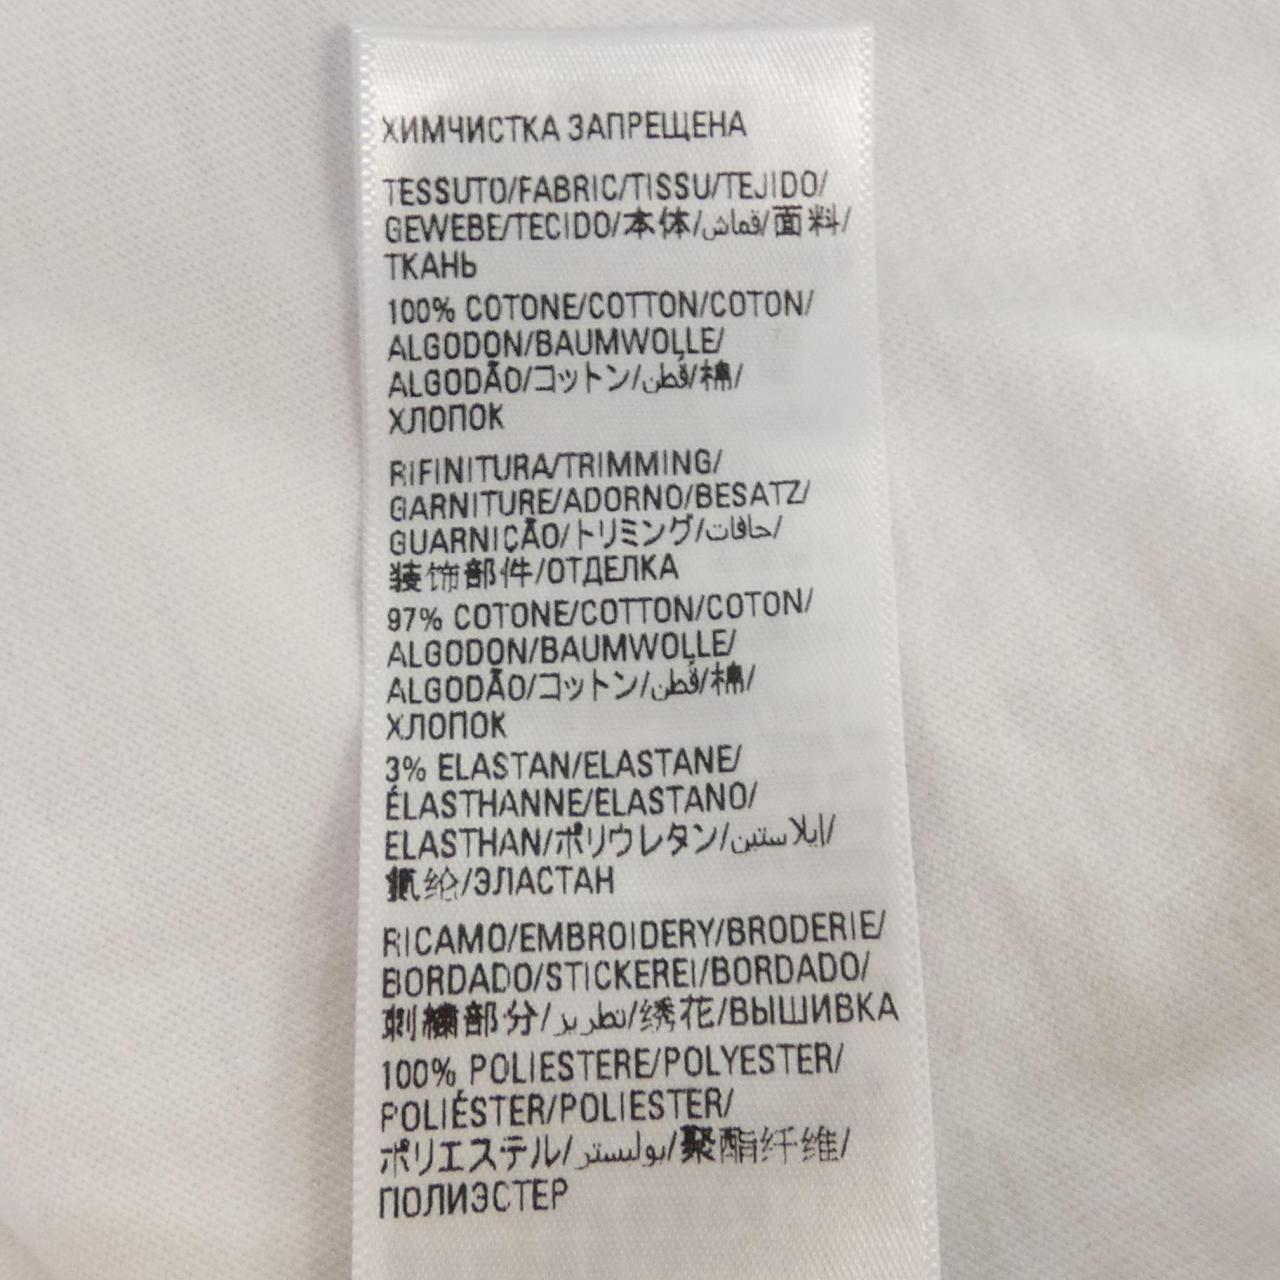 ХИМЧИСТКА ЗАПРЕЩЕНА
TESSUTO/FABRIC/TISSU/TEJIDO/
GEWEBE/TECIDO/本体/قماش/面料/
ТКАНЬ
100% COTONE/COTTON/COTON/
ALGODON/BAUMWOLLE/
ALGODÃO/コットン/قطن/棉/
ХЛОПОК
RIFINITURA/TRIMMING/
GARNITURE/ADORNO/BESATZ/
GUARNIÇÃO/トリミング/حافات/
装饰部件/ОТДЕЛКА
97% COTONE/COTTON/COTON/
ALGODON/BAUMWOLLE/
ALGODÃO/コットン/قطن/棉/
ХЛОПОК
3% ELASTAN/ELASTANE/
ÉLASTHANNE/ELASTANO/
ELASTHAN/ポリウレタン/إيلاستين/
氨纶/ЭЛАСТАН
RICAMO/EMBROIDERY/BRODERIE/
BORDADO/STICKEREI/BORDADO/
刺繍部分/تطريز/绣花/ВЫШИВКА
100% POLIESTERE/POLYESTER/
POLIÉSTER/POLIESTER/
ポリエステル/بوليستر/聚酯纤维/
ПОЛИЭСТЕР